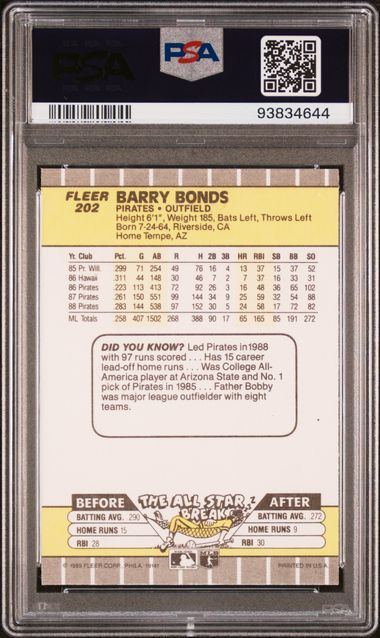 PSA
PSA
93834644
FLEER 202
BARRY BONDS
PIRATES • OUTFIELD
Height 6'1", Weight 185, Bats Left, Throws Left
Born 7-24-64, Riverside, CA
Home Tempe, AZ
Yr. Club Pct. G AB R H 2B 3B HR RBI SB BB SO
85 Pr. Will. .299 71 254 49 76 16 4 13 37 15 37 52
86 Hawaii .311 44 148 30 46 7 2 7 37 16 33 31
86 Pirates .223 113 413 72 92 26 3 16 48 36 65 102
87 Pirates .261 150 551 99 144 34 9 25 59 32 54 88
88 Pirates .283 144 538 97 152 30 5 24 58 17 72 82
ML Totals .258 407 1502 268 388 90 17 65 165 85 191 272
DID YOU KNOW? Led Pirates in 1988
with 97 runs scored . . . Has 15 career
lead-off home runs . . . Was College All-
America player at Arizona State and No. 1
pick of Pirates in 1985 . . . Father Bobby
was major league outfielder with eight
teams.
BEFORE THE ALL STAR BREAK AFTER
BATTING AVG. .290 BATTING AVG. .272
HOME RUNS 15 HOME RUNS 9
RBI 28 RBI 30
© 1989 FLEER CORP., PHILA. 19141 PRINTED IN U.S.A.